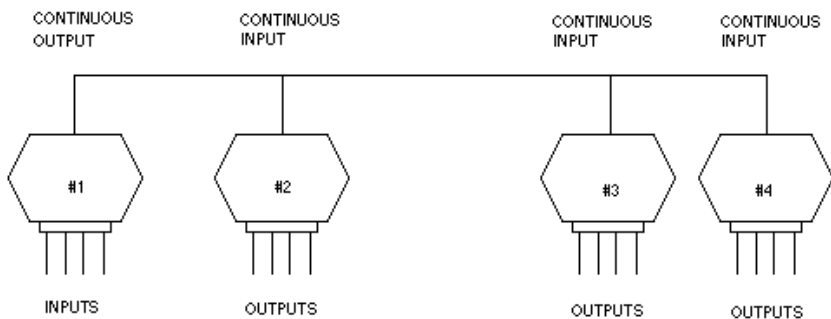 CONTINUOUS
OUTPUT
CONTINUOUS
INPUT
CONTINUOUS
INPUT
CONTINUOUS
INPUT
#1
#2
#3
#4
INPUTS
OUTPUTS
OUTPUTS
OUTPUTS